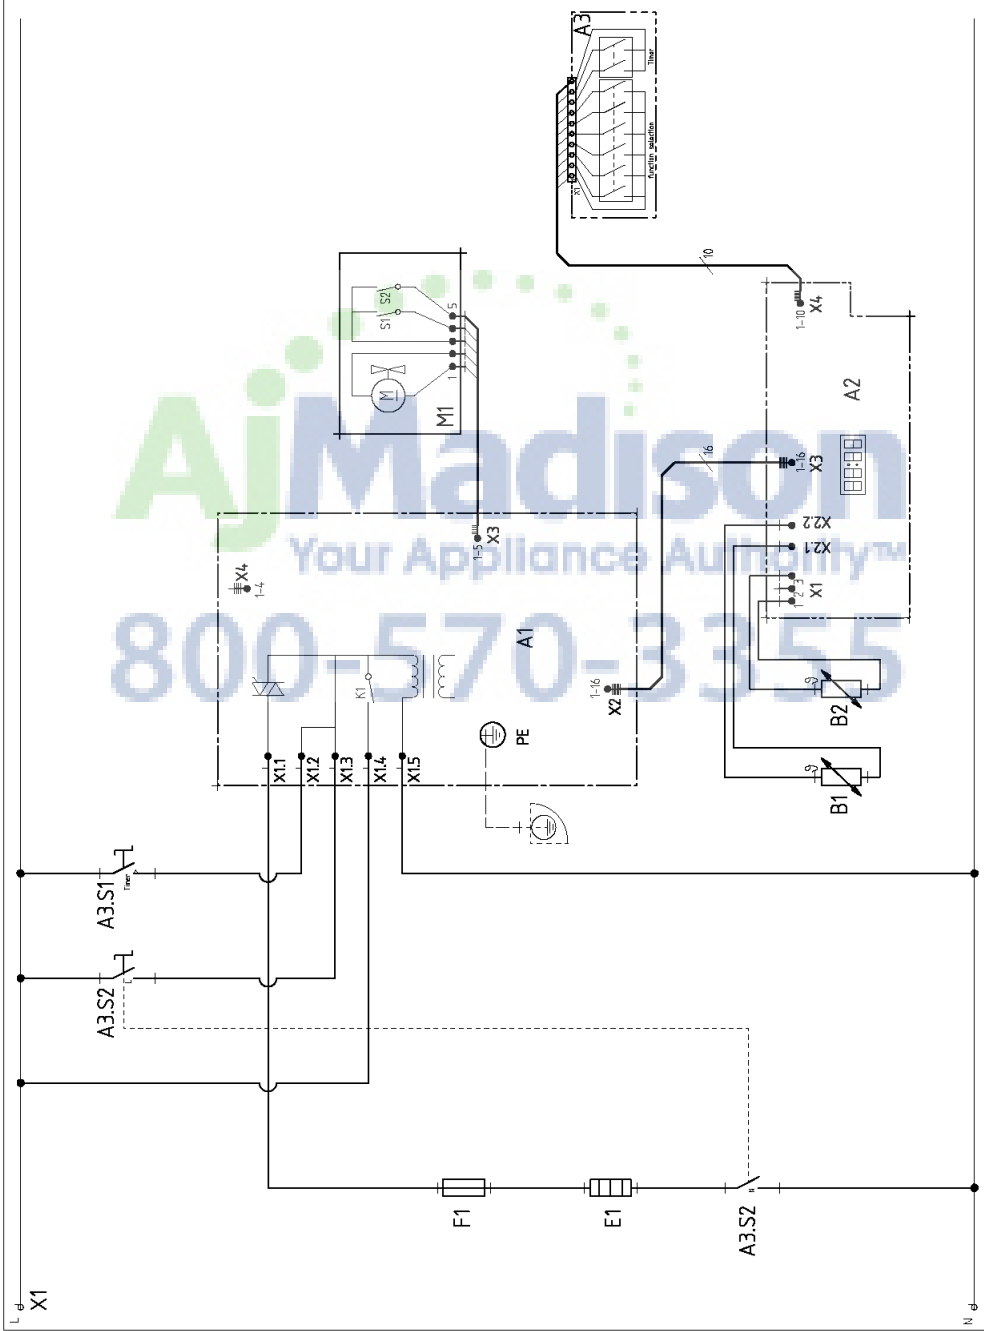 A3
Timer
function selection
X1
10
1-10
X4
A2
S1
S2
M
M1
1
5
AjMadison
Your Appliance Authority™
800-570-3355
X3
1-5
X4
1-4
A1
16
1-16
X3
X2.2
X2.1
1
2
3
X1
K1
1-16
X2
PE
X1.1
X1.2
X1.3
X1.4
X1.5
B2
B1
A3.S1
Timer
A3.S2
F1
E1
A3.S2
L
X1
N